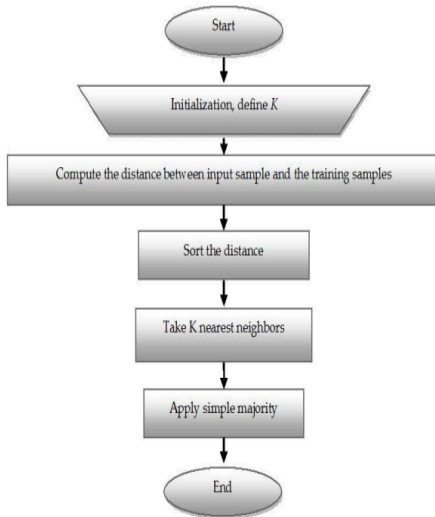 Start
Initialization, define K
Compute the distance between input sample and the training samples
Sort the distance
Take K nearest neighbors
Apply simple majority
End